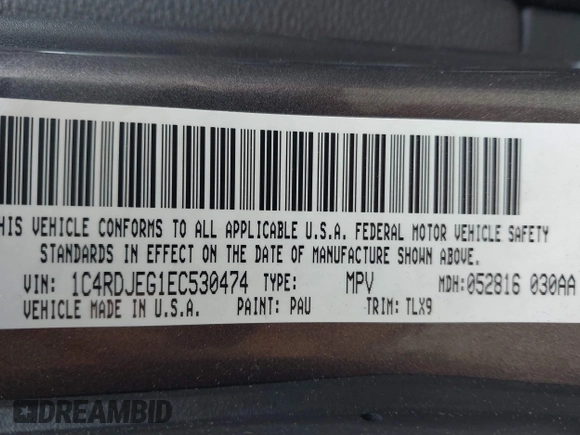 THIS VEHICLE CONFORMS TO ALL APPLICABLE U.S.A. FEDERAL MOTOR VEHICLE SAFETY
STANDARDS IN EFFECT ON THE DATE OF MANUFACTURE SHOWN ABOVE.
VIN: 1C4RDJEG1EC530474 TYPE: MPV MDH:052816 030AA
VEHICLE MADE IN U.S.A. PAINT: PAU TRIM: TLX9
DREAMBID